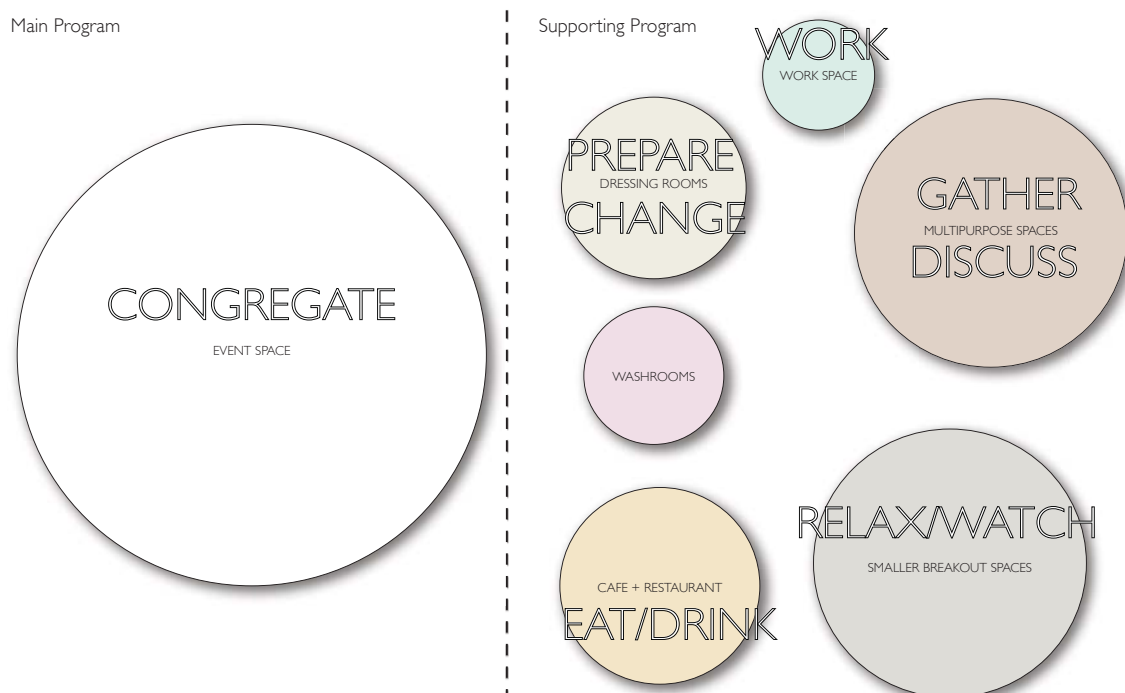 Main Program
CONGREGATE
EVENT SPACE
Supporting Program
WORK
WORK SPACE
PREPARE
DRESSING ROOMS
CHANGE
GATHER
MULTIPURPOSE SPACES
DISCUSS
WASHROOMS
RELAX/WATCH
SMALLER BREAKOUT SPACES
CAFE + RESTAURANT
EAT/DRINK